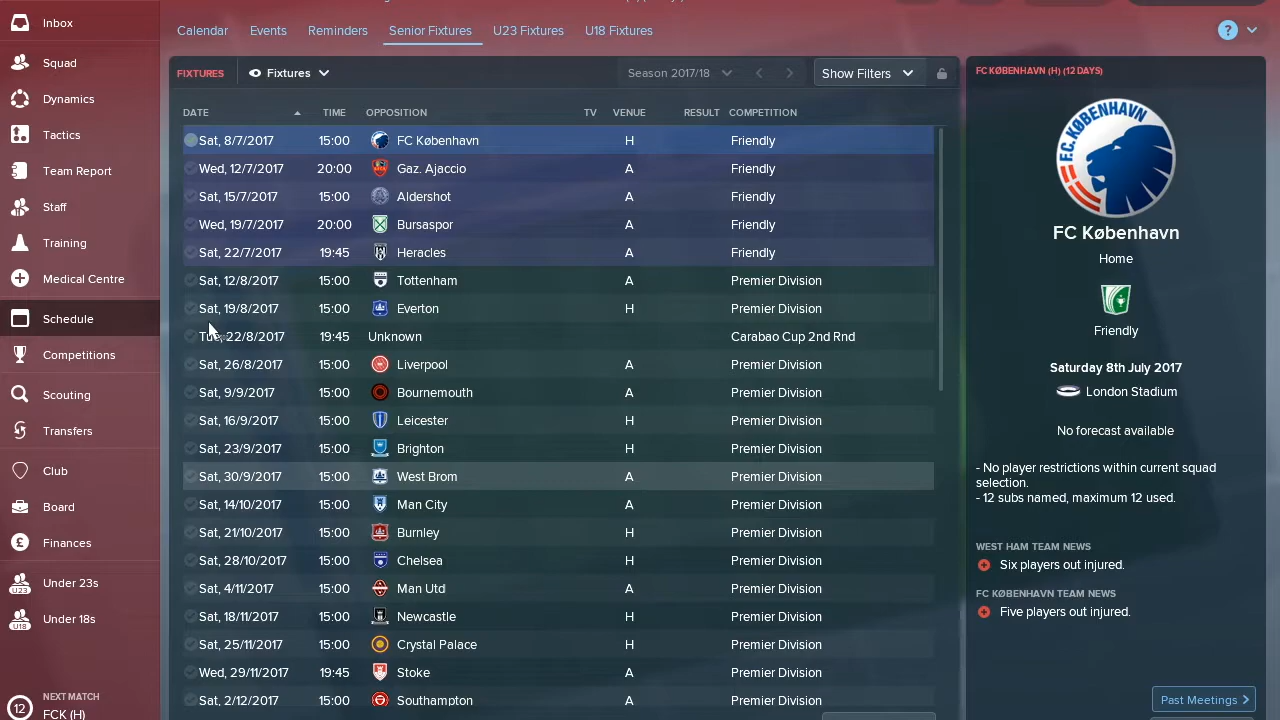 Inbox
Squad
Dynamics
Tactics
Team Report
Staff
Training
Medical Centre
Schedule
Competitions
Scouting
Transfers
Club
Board
Finances
Under 23s
Under 18s
U23
U18
NEXT MATCH
12 FCK (H)
Calendar Events Reminders Senior Fixtures U23 Fixtures U18 Fixtures
?
FIXTURES Fixtures Season 2017/18 Show Filters
DATE TIME OPPOSITION TV VENUE RESULT COMPETITION
Sat, 8/7/2017 15:00 FC København H Friendly
Wed, 12/7/2017 20:00 Gaz. Ajaccio A Friendly
Sat, 15/7/2017 15:00 Aldershot A Friendly
Wed, 19/7/2017 20:00 Bursaspor A Friendly
Sat, 22/7/2017 19:45 Heracles A Friendly
Sat, 12/8/2017 15:00 Tottenham A Premier Division
Sat, 19/8/2017 15:00 Everton H Premier Division
Tue, 22/8/2017 19:45 Unknown Carabao Cup 2nd Rnd
Sat, 26/8/2017 15:00 Liverpool A Premier Division
Sat, 9/9/2017 15:00 Bournemouth A Premier Division
Sat, 16/9/2017 15:00 Leicester H Premier Division
Sat, 23/9/2017 15:00 Brighton H Premier Division
Sat, 30/9/2017 15:00 West Brom A Premier Division
Sat, 14/10/2017 15:00 Man City A Premier Division
Sat, 21/10/2017 15:00 Burnley H Premier Division
Sat, 28/10/2017 15:00 Chelsea H Premier Division
Sat, 4/11/2017 15:00 Man Utd A Premier Division
Sat, 18/11/2017 15:00 Newcastle H Premier Division
Sat, 25/11/2017 15:00 Crystal Palace H Premier Division
Wed, 29/11/2017 19:45 Stoke A Premier Division
Sat, 2/12/2017 15:00 Southampton A Premier Division
FC KØBENHAVN (H) (12 DAYS)
F.C. KØBENHAVN
FC København
Home
Friendly
Saturday 8th July 2017
London Stadium
No forecast available
- No player restrictions within current squad
selection.
- 12 subs named, maximum 12 used.
WEST HAM TEAM NEWS
Six players out injured.
FC KØBENHAVN TEAM NEWS
Five players out injured.
Past Meetings